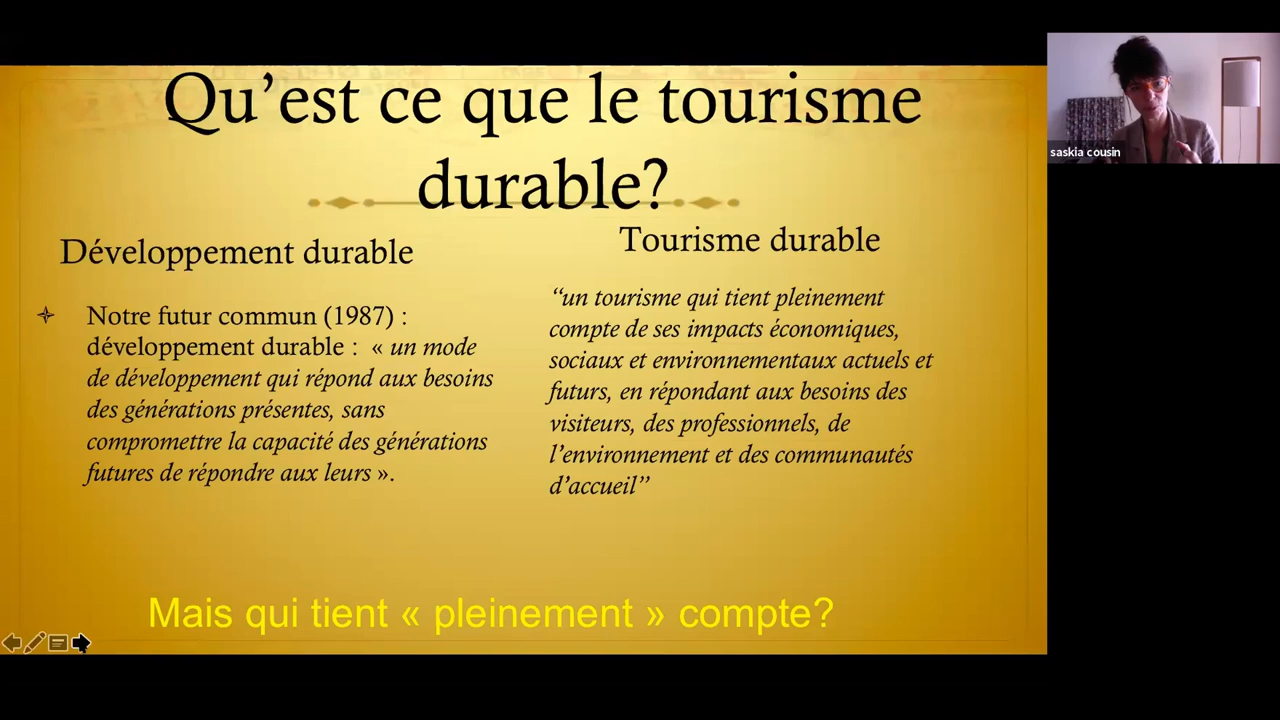 Qu’est ce que le tourisme
durable?
saskia cousin
Développement durable
Notre futur commun (1987) :
développement durable : « un mode
de développement qui répond aux besoins
des générations présentes, sans
compromettre la capacité des générations
futures de répondre aux leurs ».
Tourisme durable
“un tourisme qui tient pleinement
compte de ses impacts économiques,
sociaux et environnementaux actuels et
futurs, en répondant aux besoins des
visiteurs, des professionnels, de
l’environnement et des communautés
d’accueil”
Mais qui tient « pleinement » compte?